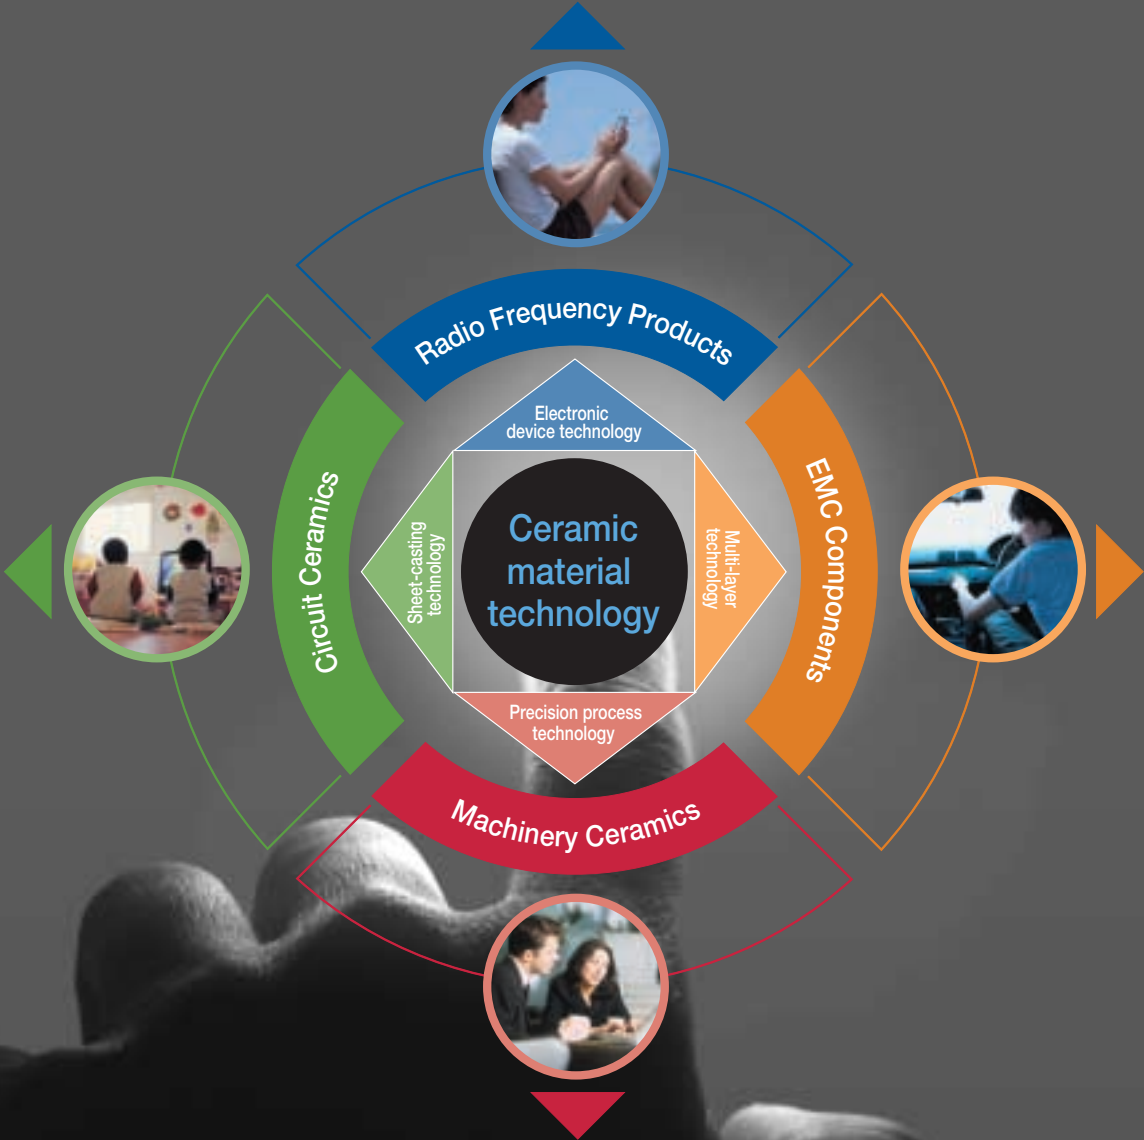 Radio Frequency Products
Electronic
device technology
Circuit Ceramics
Sheet-casting
technology
Ceramic
material
technology
Multi-layer
technology
EMC Components
Precision process
technology
Machinery Ceramics